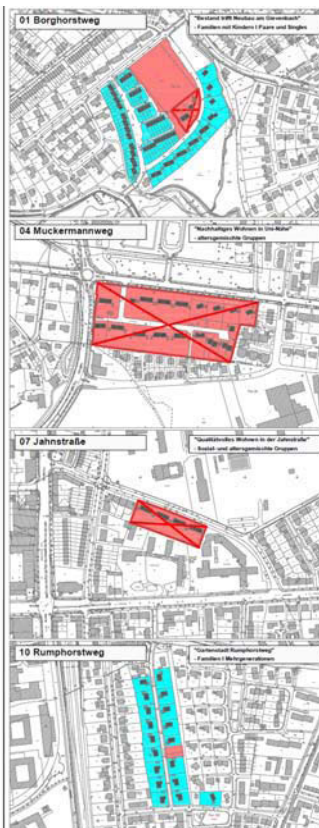 01 Borghorstweg
"Bestand trifft Neubau am Gievenbach"
- Familien mit Kindern I Paare und Singles
04 Muckermannweg
"Nachhaltiges Wohnen in Uni-Nähe"
- altersgemischte Gruppen
07 Jahnstraße
"Qualitätvolles Wohnen in der Jahnstraße"
- Sozial- und altersgemischte Gruppen
10 Rumphorstweg
"Gartenstadt Rumphorstweg"
- Familien I Mehrgenerationen